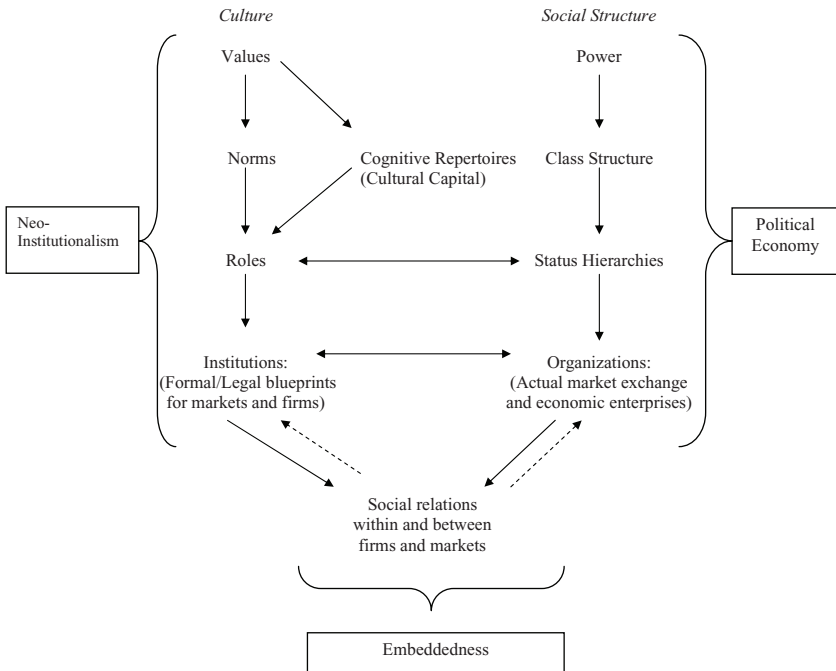 Culture
Social Structure
Values
Power
Norms
Cognitive Repertoires
(Cultural Capital)
Class Structure
Neo-
Institutionalism
Political
Economy
Roles
Status Hierarchies
Institutions:
(Formal/Legal blueprints
for markets and firms)
Organizations:
(Actual market exchange
and economic enterprises)
Social relations
within and between
firms and markets
Embeddedness